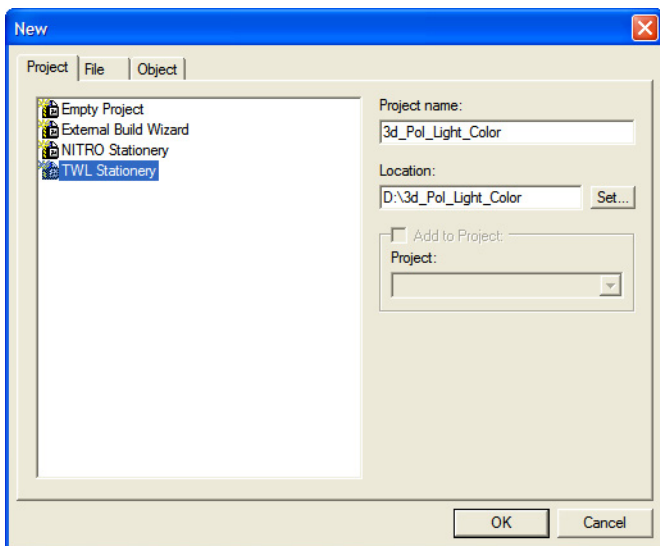 New
Project File Object
Empty Project
External Build Wizard
NITRO Stationery
TWL Stationery
Project name:
3d_Pol_Light_Color
Location:
D:\3d_Pol_Light_Color Set...
Add to Project:
Project:
OK Cancel